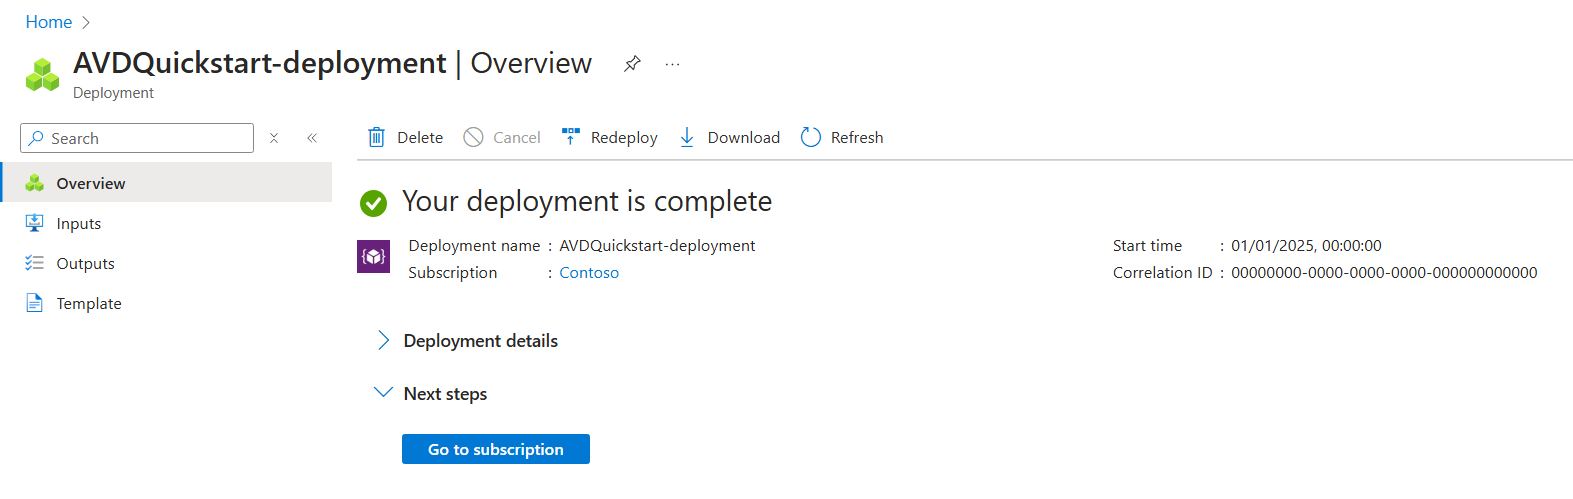 Home
AVDQuickstart-deployment | Overview
Deployment
Search
Overview
Inputs
Outputs
Template
Delete Cancel Redeploy Download Refresh
Your deployment is complete
Deployment name : AVDQuickstart-deployment
Subscription : Contoso
Start time : 01/01/2025, 00:00:00
Correlation ID : 00000000-0000-0000-0000-000000000000
Deployment details
Next steps
Go to subscription